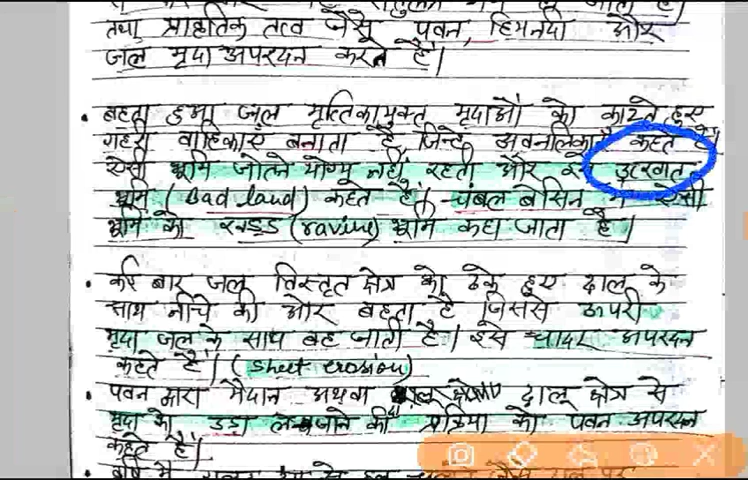 तथा प्राकृतिक तत्व जैसे पवन, हिमनदी और
जल मृदा अपरदन करते है।
• बहता हुआ जल मृत्तिकायुक्त मृदाओं को काटते हुए
गहरी वाहिकाएँ बनाता है, जिन्हे अवनलिकाएँ कहते है।
ऐसी भूमि जोतने योग्य नहीं रहती और इसे उत्खात
भूमि (Bad land) कहते है। चंबल बेसिन में ऐसी
भूमि को खड्ड (ravine) भूमि कहा जाता है।
• कई बार जल विस्तृत क्षेत्र को ढके हुए ढाल के
साथ नीचे की और बहता है जिससे ऊपरी
मृदा जल के साथ बह जाती है। इसे चादर अपरदन
कहते है। (sheet erosion)
• पवन द्वारा मैदान अथवा ढालू क्षेत्र से
मृदा को उड़ा ले जाने की प्रक्रिया को पवन अपरदन
कहते है।